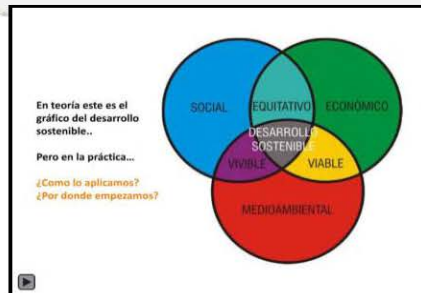 En teoría este es el
gráfico del desarrollo
sostenible..
Pero en la práctica...
¿Como lo aplicamos?
¿Por donde empezamos?
SOCIAL
EQUITATIVO
ECONÓMICO
DESARROLLO
SOSTENIBLE
VIVIBLE
VIABLE
MEDIOAMBIENTAL